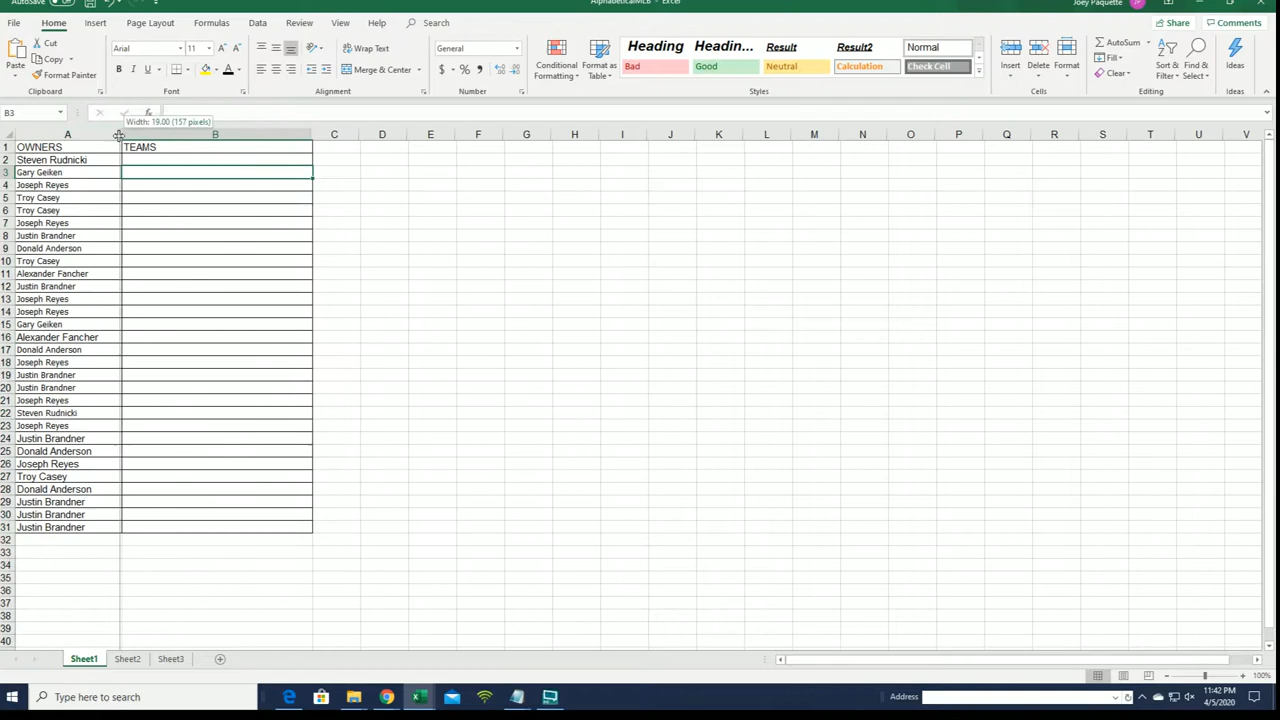 AutoSave Off AlphabeticalMLB - Excel Joey Paquette JP
File Home Insert Page Layout Formulas Data Review View Help Search Share Comments
Paste Cut Copy Format Painter Clipboard
Arial 11 A A B I U A Font
Wrap Text Merge & Center Alignment
General $ % 9 Number
Conditional Formatting Format as Table
Heading Headin... Result Result2 Normal
Bad Good Neutral Calculation Check Cell
Styles
Insert Delete Format Cells
AutoSum Fill Clear Sort & Filter Find & Select Editing
Ideas Ideas
B3 fx
Width: 19.00 (157 pixels)
A B C D E F G H I J K L M N O P Q R S T U V
1 OWNERS TEAMS
2 Steven Rudnicki
3 Gary Geiken
4 Joseph Reyes
5 Troy Casey
6 Troy Casey
7 Joseph Reyes
8 Justin Brandner
9 Donald Anderson
10 Troy Casey
11 Alexander Fancher
12 Justin Brandner
13 Joseph Reyes
14 Joseph Reyes
15 Gary Geiken
16 Alexander Fancher
17 Donald Anderson
18 Joseph Reyes
19 Justin Brandner
20 Justin Brandner
21 Joseph Reyes
22 Steven Rudnicki
23 Joseph Reyes
24 Justin Brandner
25 Donald Anderson
26 Joseph Reyes
27 Troy Casey
28 Donald Anderson
29 Justin Brandner
30 Justin Brandner
31 Justin Brandner
32
33
34
35
36
37
38
39
40
Sheet1 Sheet2 Sheet3
100%
Type here to search Address 11:42 PM
4/5/2020